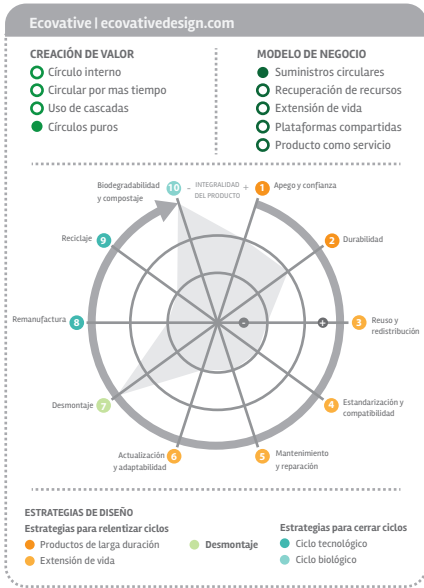 Ecovative | ecovativedesign.com
CREACIÓN DE VALOR
Círculo interno
Circular por mas tiempo
Uso de cascadas
Círculos puros
MODELO DE NEGOCIO
Suministros circulares
Recuperación de recursos
Extensión de vida
Plataformas compartidas
Producto como servicio
Biodegradabilidad
y compostaje
10
- INTEGRALIDAD +
DEL PRODUCTO
1 Apego y confianza
2 Durabilidad
3 Reuso y
redistribución
4 Estandarización y
compatibilidad
5 Mantenimiento
y reparación
Actualización
y adaptabilidad
6
Desmontaje 7
Remanufactura 8
Reciclaje 9
- +
ESTRATEGIAS DE DISEÑO
Estrategias para relentizar ciclos
Productos de larga duración
Extensión de vida
Desmontaje
Estrategias para cerrar ciclos
Ciclo tecnológico
Ciclo biológico